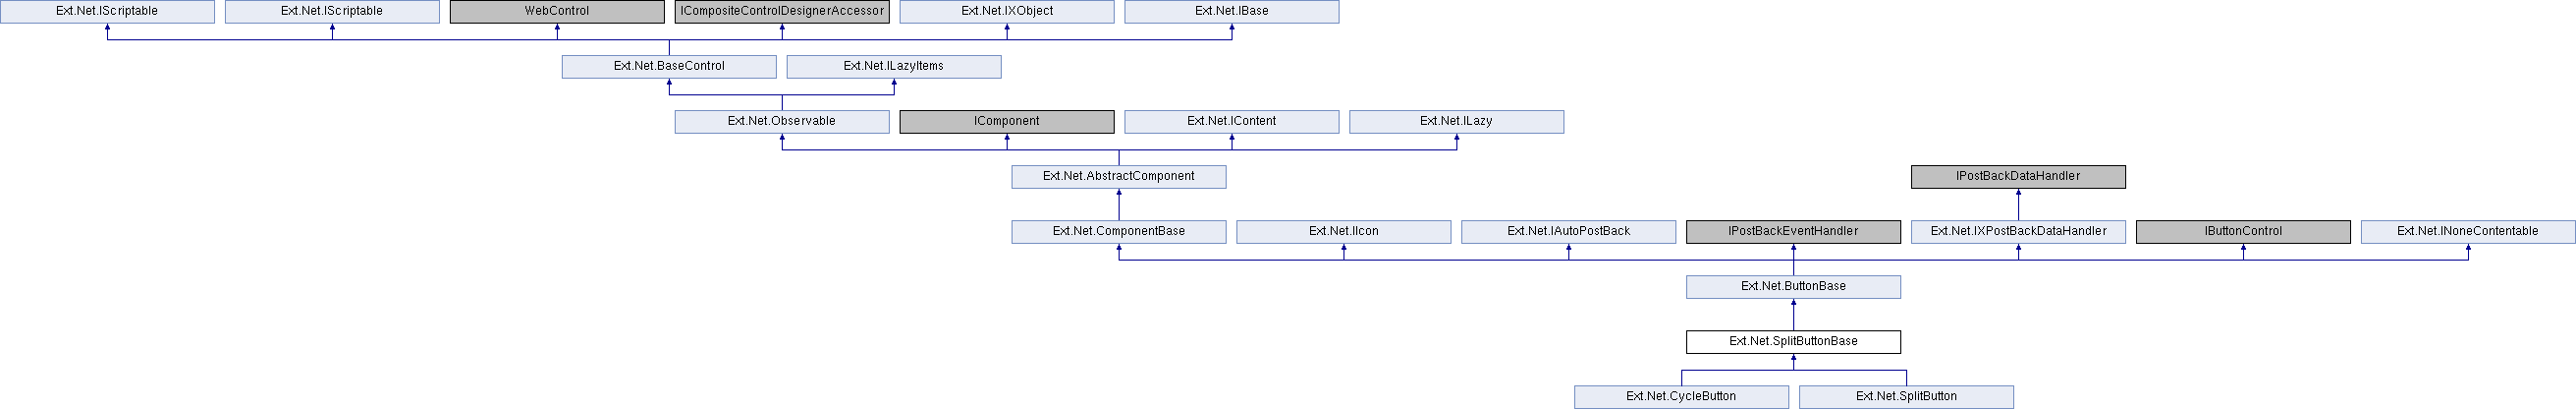 Ext.Net.IScriptable
Ext.Net.IScriptable
WebControl
ICompositeControlDesignerAccessor
Ext.Net.IXObject
Ext.Net.IBase
Ext.Net.BaseControl
Ext.Net.ILazyItems
Ext.Net.Observable
IComponent
Ext.Net.IContent
Ext.Net.ILazy
Ext.Net.AbstractComponent
IPostBackDataHandler
Ext.Net.ComponentBase
Ext.Net.IIcon
Ext.Net.IAutoPostBack
IPostBackEventHandler
Ext.Net.IXPostBackDataHandler
IButtonControl
Ext.Net.INoneContentable
Ext.Net.ButtonBase
Ext.Net.SplitButtonBase
Ext.Net.CycleButton
Ext.Net.SplitButton